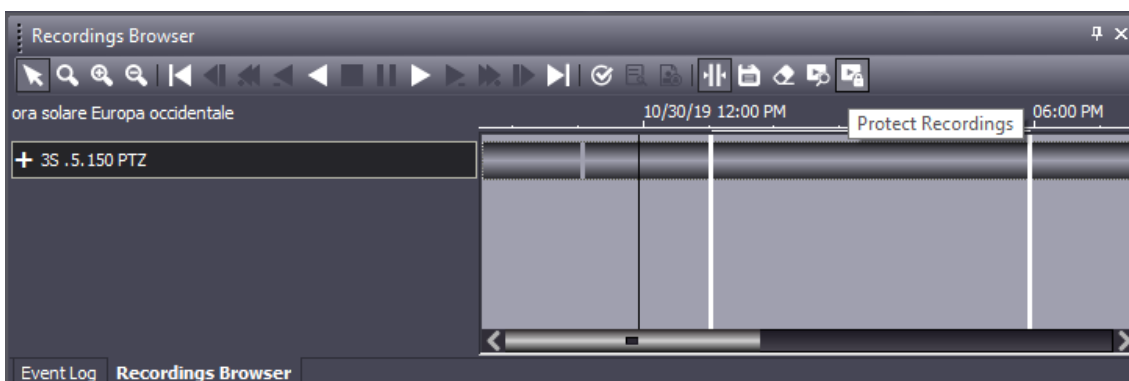 Recordings Browser
ora solare Europa occidentale
10/30/19 12:00 PM
06:00 PM
Protect Recordings
3S .5.150 PTZ
Event Log
Recordings Browser